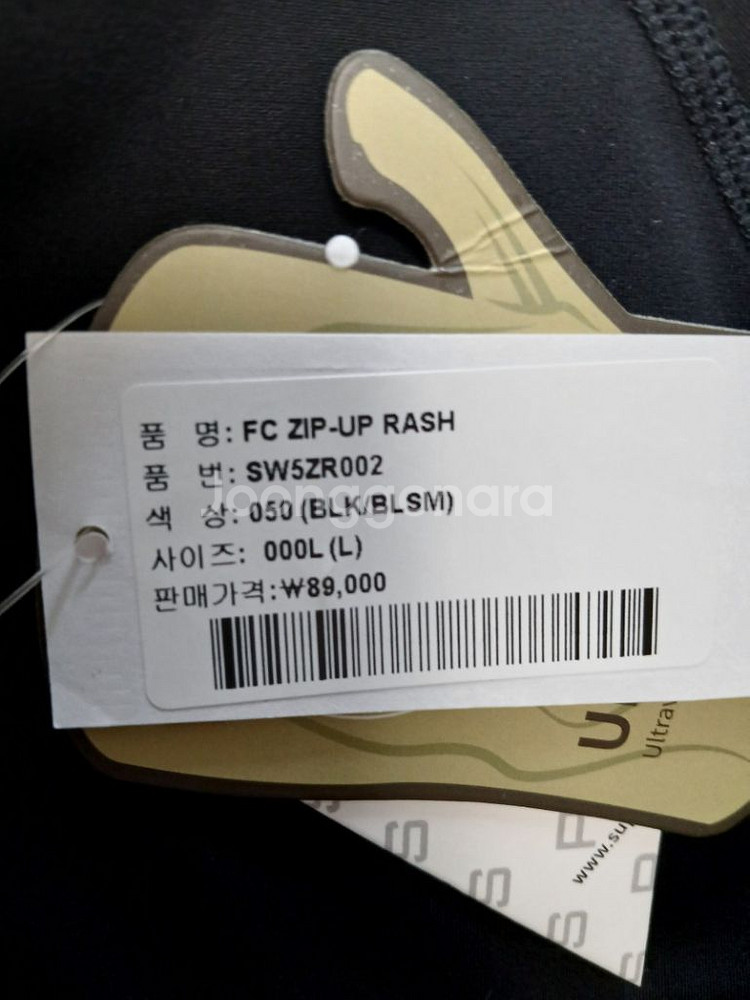 품 명: FC ZIP-UP RASH
품 번: SW5ZR002
색 상: 050 (BLK/BLSM)
사이즈: 000L (L)
판매가격:₩89,000
joonggonara